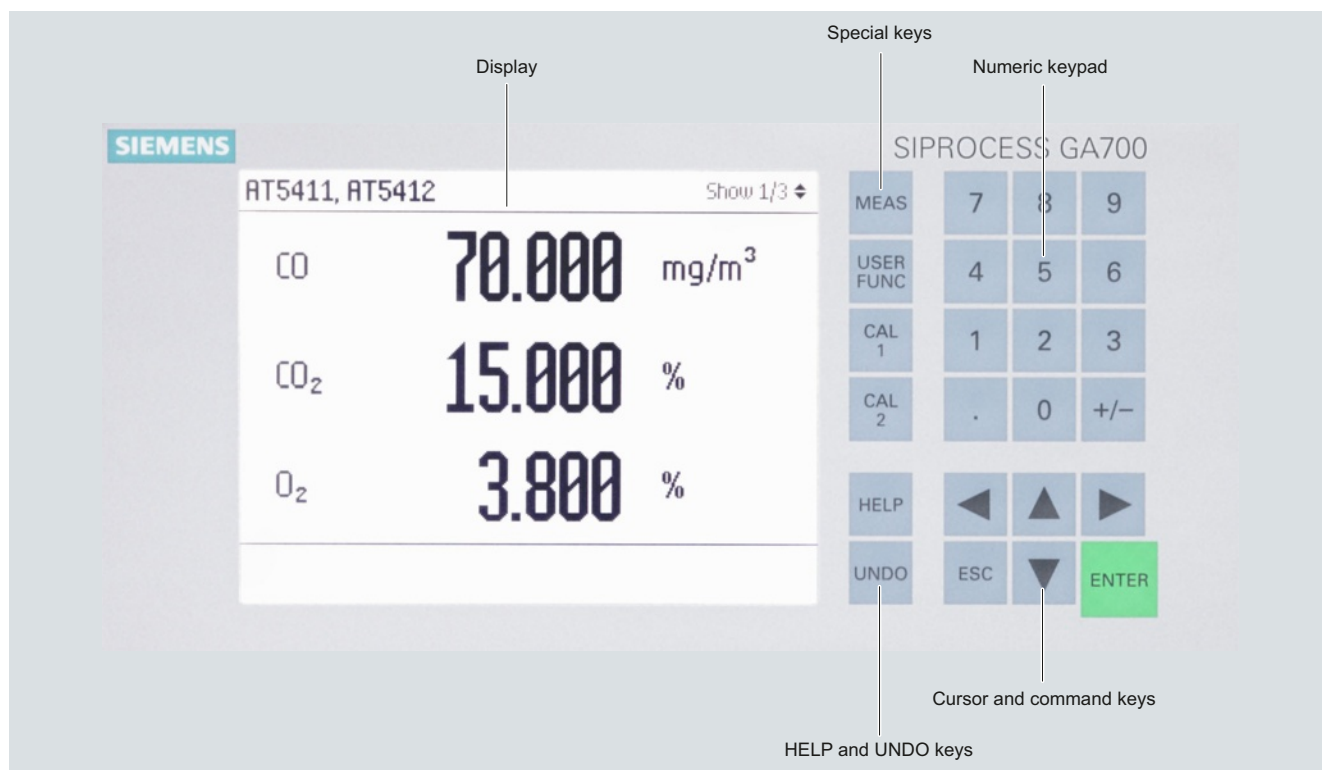 Special keys
Display
Numeric keypad
SIEMENS
SIPROCESS GA700
AT5411, AT5412
Show 1/3
CO 70.000 mg/m³
CO₂ 15.000 %
O₂ 3.800 %
MEAS 7 8 9
USER FUNC 4 5 6
CAL 1 1 2 3
CAL 2 . 0 +/–
HELP
UNDO ESC ENTER
Cursor and command keys
HELP and UNDO keys